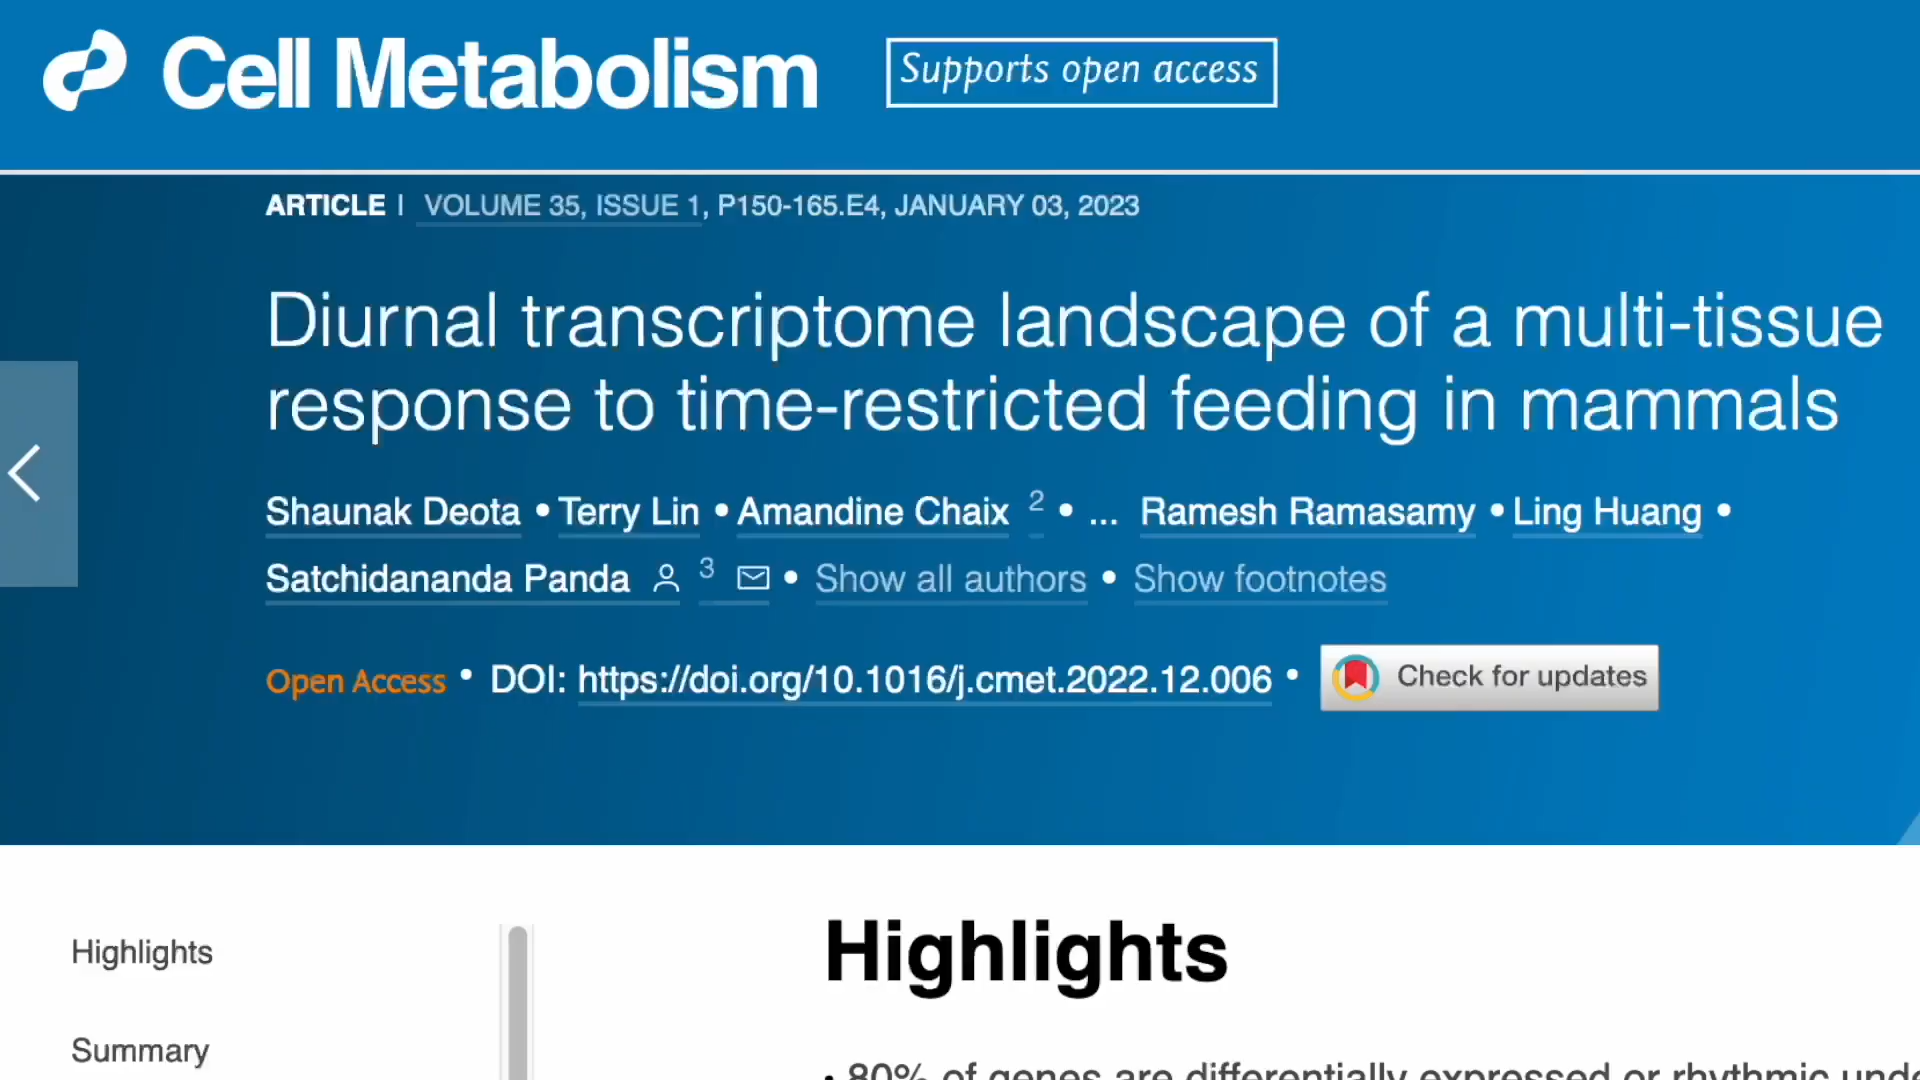 Cell Metabolism
Supports open access
ARTICLE | VOLUME 35, ISSUE 1, P150-165.E4, JANUARY 03, 2023
Diurnal transcriptome landscape of a multi-tissue
response to time-restricted feeding in mammals
Shaunak Deota • Terry Lin • Amandine Chaix 2 • ... Ramesh Ramasamy • Ling Huang •
Satchidananda Panda 3 • Show all authors • Show footnotes
Open Access • DOI: https://doi.org/10.1016/j.cmet.2022.12.006 • Check for updates
Highlights
Highlights
Summary
• 80% of genes are differentially expressed or rhythmic